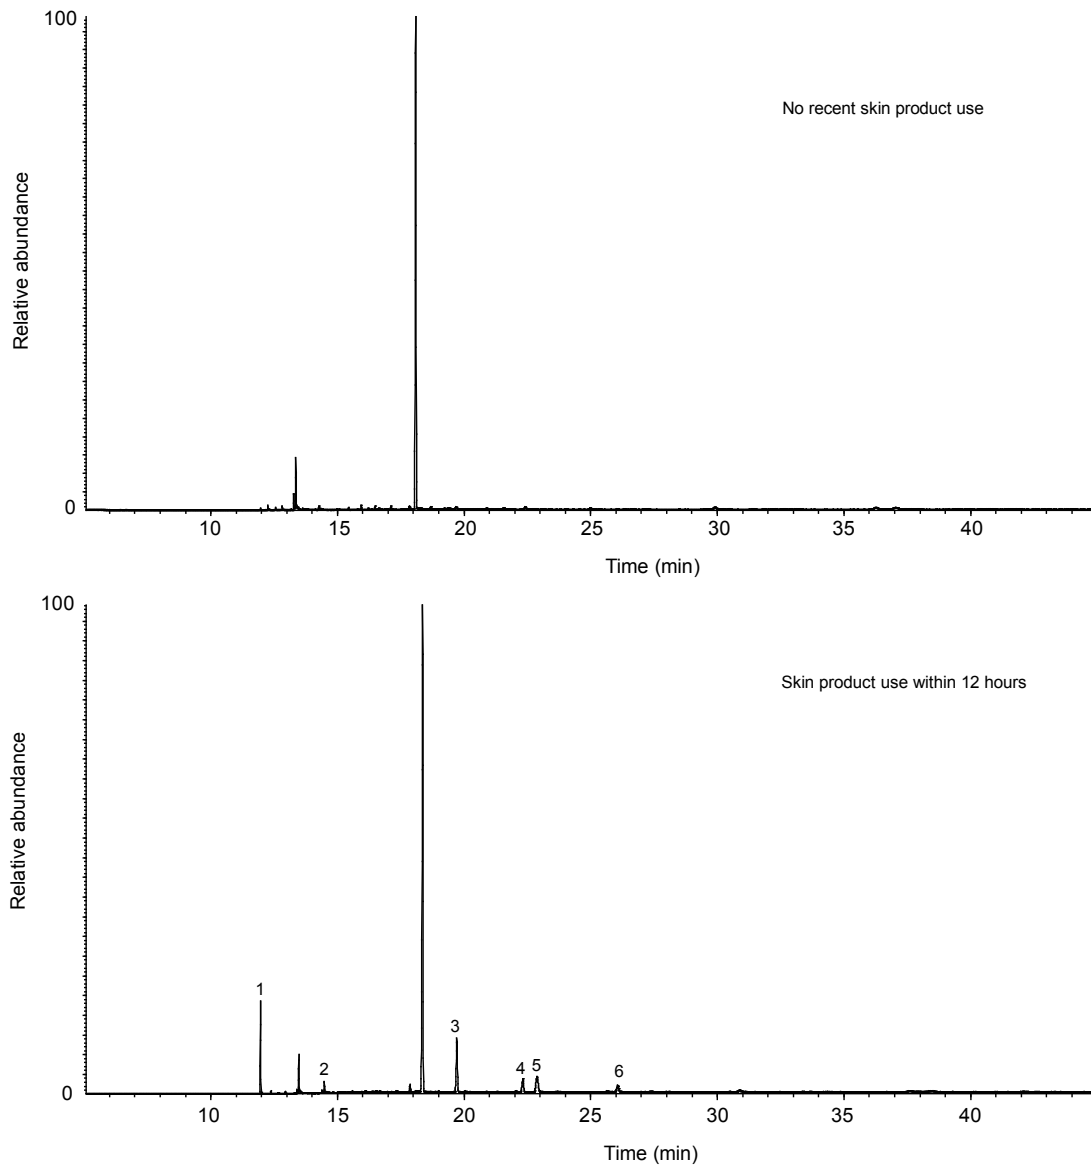 100
No recent skin product use
Relative abundance
0
10 15 20 25 30 35 40
Time (min)
100
Skin product use within 12 hours
Relative abundance
1
2
3
4 5
6
0
10 15 20 25 30 35 40
Time (min)